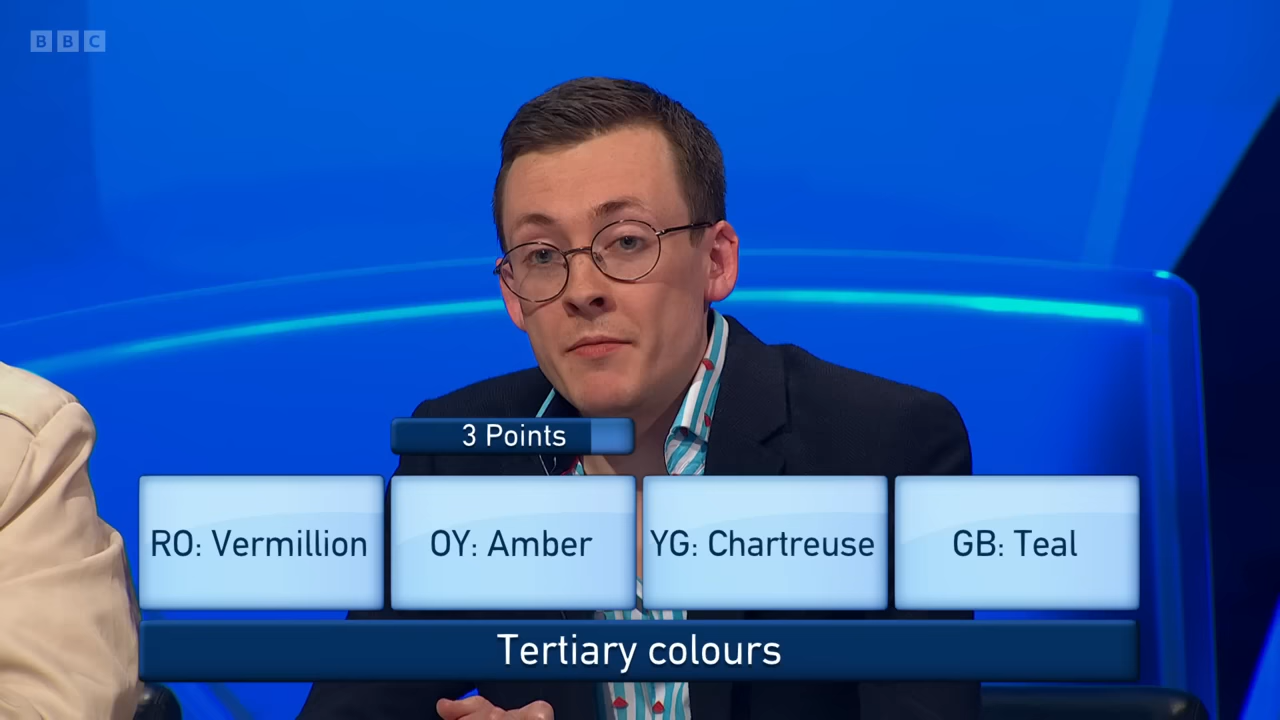 BBC
3 Points
RO: Vermillion
OY: Amber
YG: Chartreuse
GB: Teal
Tertiary colours